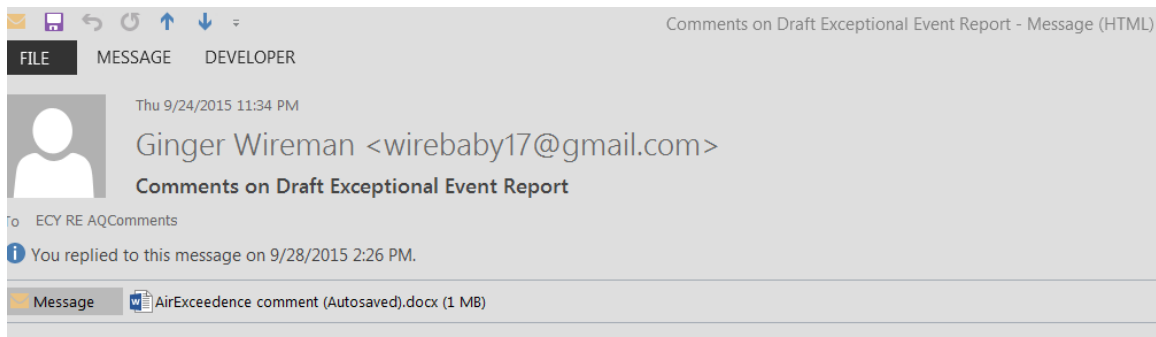 Comments on Draft Exceptional Event Report - Message (HTML)
FILE MESSAGE DEVELOPER
Thu 9/24/2015 11:34 PM
Ginger Wireman <wirebaby17@gmail.com>
Comments on Draft Exceptional Event Report
To ECY RE AQComments
You replied to this message on 9/28/2015 2:26 PM.
Message AirExceedence comment (Autosaved).docx (1 MB)